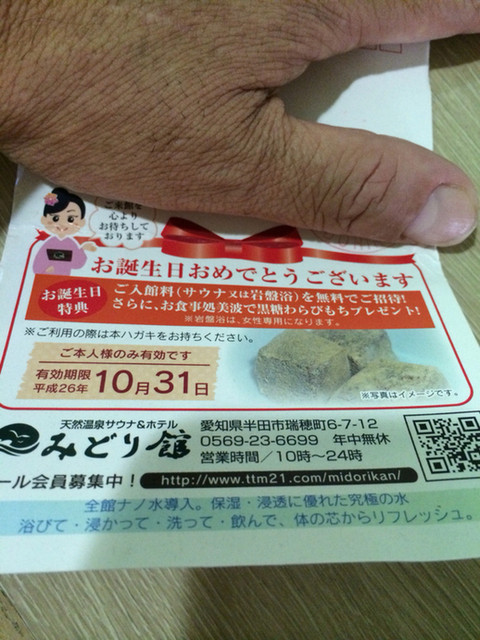 ご来館を
心より
お待ちして
おります
お誕生日おめでとうございます
お誕生日
特典
ご入館料(サウナ又は岩盤浴)を無料でご招待!
さらに、お食事処美波で黒糖わらびもちプレゼント!
※岩盤浴は、女性専用になります。
※ご利用の際は本ハガキをお持ちください。
ご本人様のみ有効です
有効期限
平成26年 10月31日
※写真はイメージです。
天然温泉サウナ&ホテル
みどり館
愛知県半田市瑞穂町6-7-12
0569-23-6699 年中無休
営業時間/10時〜24時
ール会員募集中!
http://www.ttm21.com/midorikan/
全館ナノ水導入。保湿・浸透に優れた究極の水
浴びて・浸かって・洗って・飲んで、体の芯からリフレッシュ。